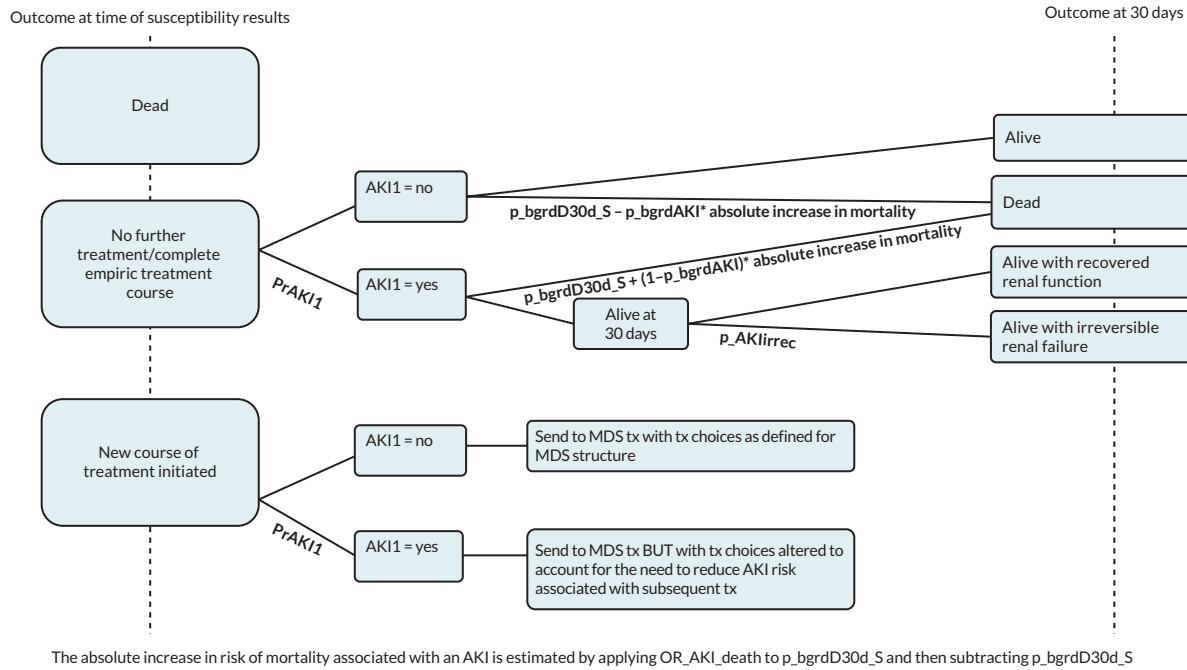 Outcome at time of susceptibility results
Outcome at 30 days
Dead
No further
treatment/complete
empiric treatment
course
PrAKI1
AKI1 = no
AKI1 = yes
p_bgrdD30d_S – p_bgrdAKI* absolute increase in mortality
p_bgrdD30d_S + (1–p_bgrdAKI)* absolute increase in mortality
Alive at
30 days
p_AKIirrec
Alive
Dead
Alive with recovered
renal function
Alive with irreversible
renal failure
New course of
treatment initiated
PrAKI1
AKI1 = no
Send to MDS tx with tx choices as defined for
MDS structure
AKI1 = yes
Send to MDS tx BUT with tx choices altered to
account for the need to reduce AKI risk
associated with subsequent tx
The absolute increase in risk of mortality associated with an AKI is estimated by applying OR_AKI_death to p_bgrdD30d_S and then subtracting p_bgrdD30d_S